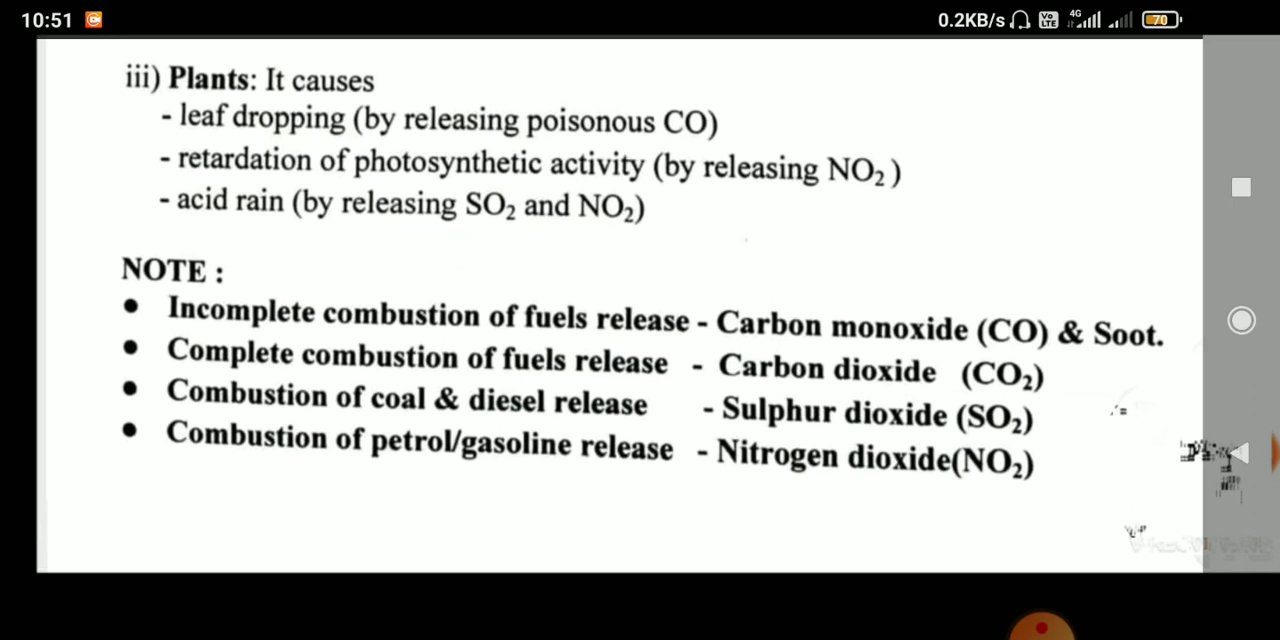 10:51 0.2KB/s Vo LTE 4G 70
iii) Plants: It causes
- leaf dropping (by releasing poisonous CO)
- retardation of photosynthetic activity (by releasing NO₂ )
- acid rain (by releasing SO₂ and NO₂)
NOTE :
• Incomplete combustion of fuels release - Carbon monoxide (CO) & Soot.
• Complete combustion of fuels release - Carbon dioxide (CO₂)
• Combustion of coal & diesel release - Sulphur dioxide (SO₂)
• Combustion of petrol/gasoline release - Nitrogen dioxide(NO₂)